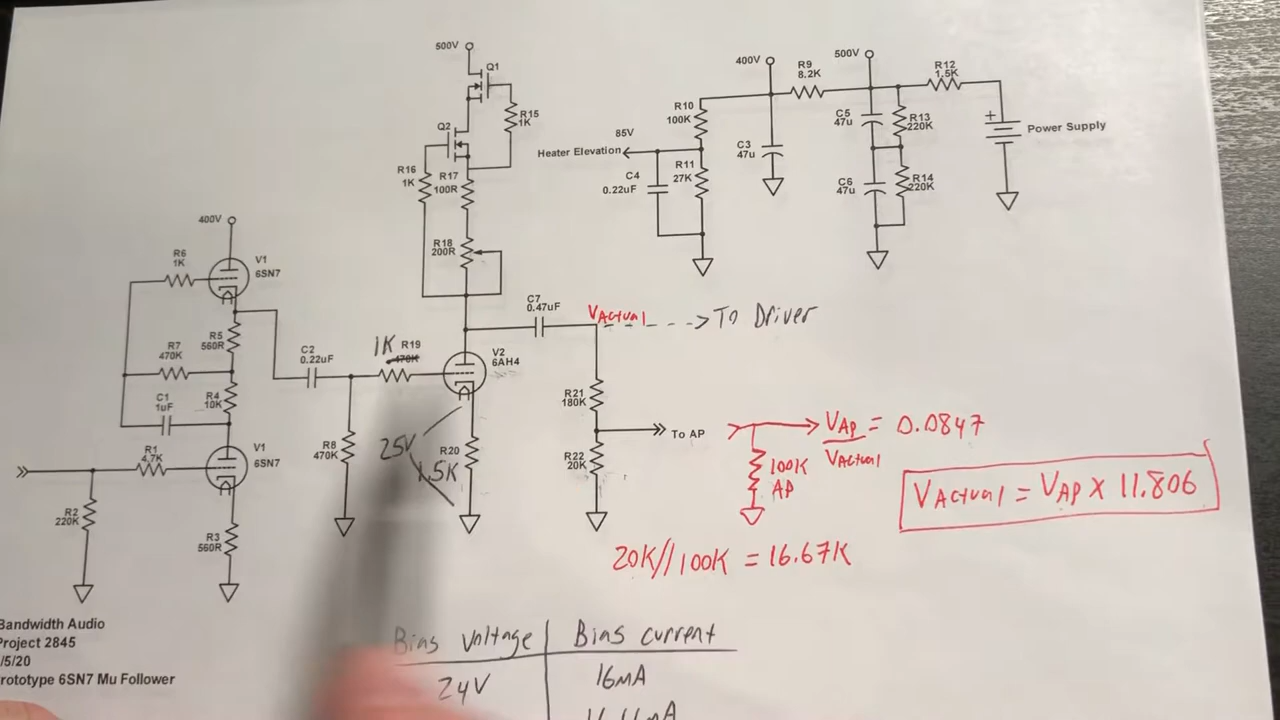 500V
Q1
R15
1K
Q2
R16
1K
R17
100R
R18
200R
400V
R6
1K
V1
6SN7
R5
560R
R7
470K
R4
10K
C1
1uF
R1
4.7K
V1
6SN7
R2
220K
R3
560R
C2
0.22uF
R8
470K
1K R19
470K
V2
6AH4
25V
R20
1.5K
C7
0.47uF
VActual
To Driver
R21
180K
To AP
R22
20K
85V
Heater Elevation
R10
100K
R11
27K
C4
0.22uF
400V
R9
8.2K
C3
47u
500V
R12
1.5K
C5
47u
R13
220K
C6
47u
R14
220K
+
Power Supply
100K
AP
VAP = 0.0847
VActual
VActual = VAP X 11.806
20K//100K = 16.67K
Bias Voltage Bias current
24V 16mA
Bandwidth Audio
Project 2845
/5/20
rototype 6SN7 Mu Follower